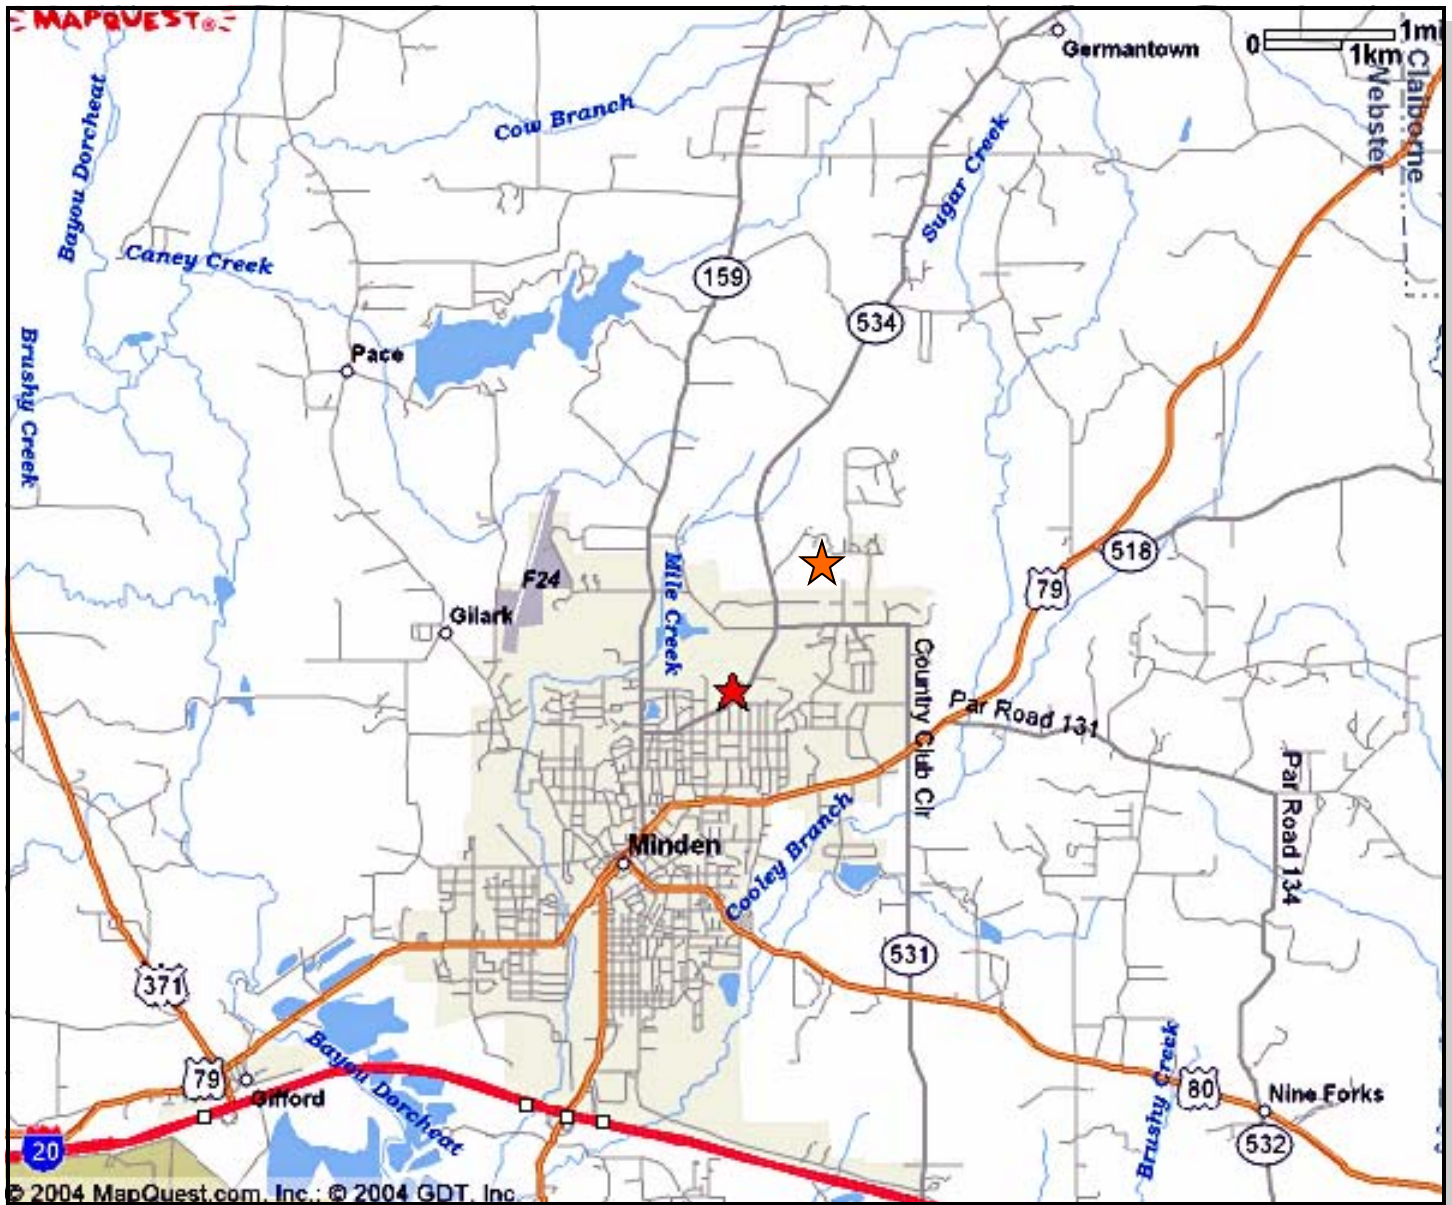 MAPQUEST®
Germantown
0
1mi
1km
Claiborne
Webster
Bayou Dorcheat
Cow Branch
Sugar Creek
Caney Creek
159
534
Brushy Creek
Pace
F24
Mile Creek
518
79
Gilark
Country Club Cir
Par Road 131
Par Road 134
Minden
Cooley Branch
531
371
Bayou Dorcheat
79
Gifford
Brushy Creek
80
Nine Forks
532
20
© 2004 MapQuest.com, Inc.; © 2004 GDT, Inc